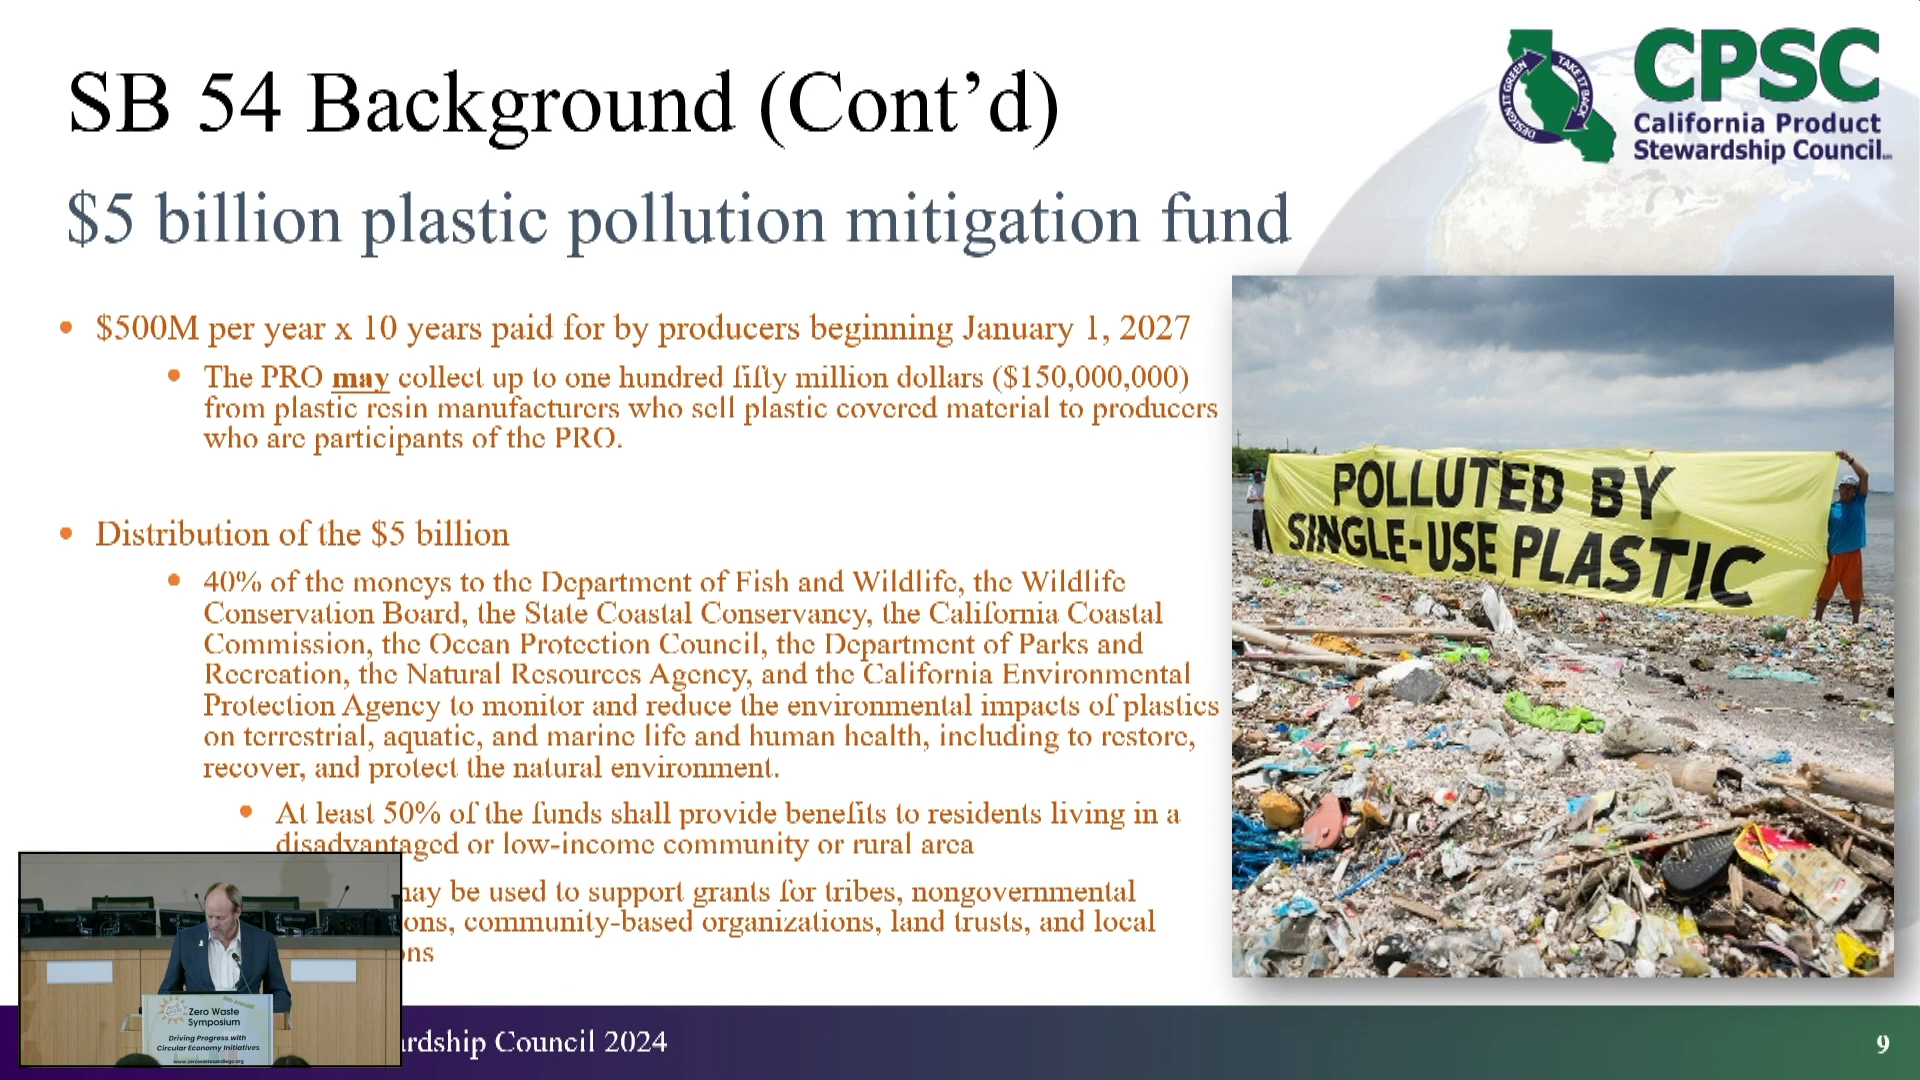 SB 54 Background (Cont’d)
DESIGN IT GREEN
TAKE IT BACK
CPSC
California Product
Stewardship Council
$5 billion plastic pollution mitigation fund
• $500M per year x 10 years paid for by producers beginning January 1, 2027
• The PRO may collect up to one hundred fifty million dollars ($150,000,000)
from plastic resin manufacturers who sell plastic covered material to producers
who are participants of the PRO.
• Distribution of the $5 billion
• 40% of the moneys to the Department of Fish and Wildlife, the Wildlife
Conservation Board, the State Coastal Conservancy, the California Coastal
Commission, the Ocean Protection Council, the Department of Parks and
Recreation, the Natural Resources Agency, and the California Environmental
Protection Agency to monitor and reduce the environmental impacts of plastics
on terrestrial, aquatic, and marine life and human health, including to restore,
recover, and protect the natural environment.
• At least 50% of the funds shall provide benefits to residents living in a
disadvantaged or low-income community or rural area
may be used to support grants for tribes, nongovernmental
ons, community-based organizations, land trusts, and local
ons
POLLUTED BY
SINGLE-USE PLASTIC
Zero Waste
Symposium
Driving Progress with
Circular Economy Initiatives
www.zerowastesandiego.org
rdship Council 2024
9